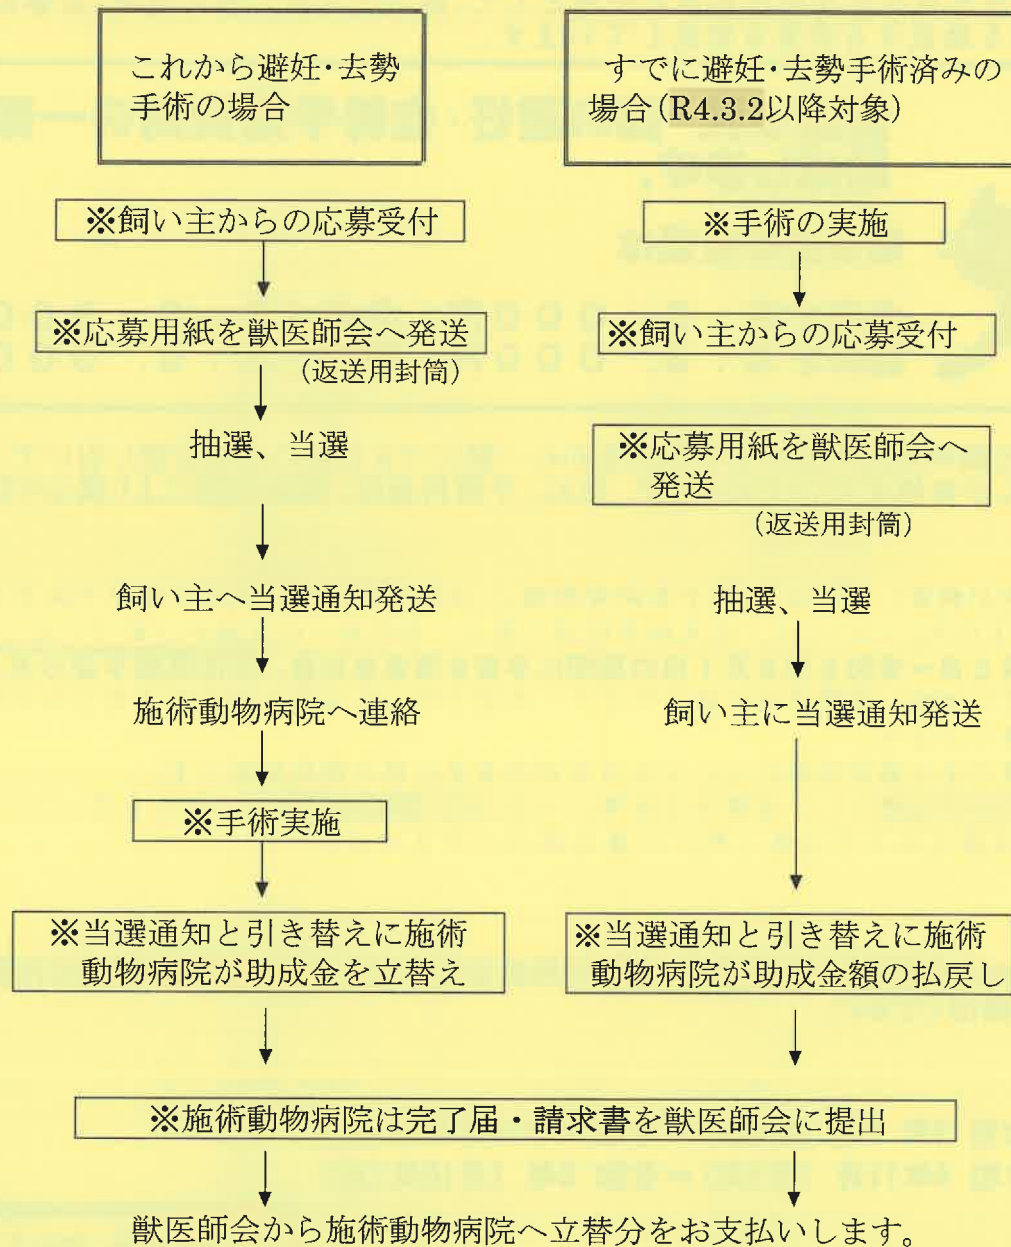 これから避妊・去勢
手術の場合
※飼い主からの応募受付
※応募用紙を獣医師会へ発送
（返送用封筒）
抽選、当選
飼い主へ当選通知発送
施術動物病院へ連絡
※手術実施
※当選通知と引き替えに施術
動物病院が助成金を立替え
すでに避妊・去勢手術済みの
場合（R4.3.2以降対象）
※手術の実施
※飼い主からの応募受付
※応募用紙を獣医師会へ
発送
（返送用封筒）
抽選、当選
飼い主に当選通知発送
※当選通知と引き替えに施術
動物病院が助成金額の払戻し
※施術動物病院は完了届・請求書を獣医師会に提出
獣医師会から施術動物病院へ立替分をお支払いします。